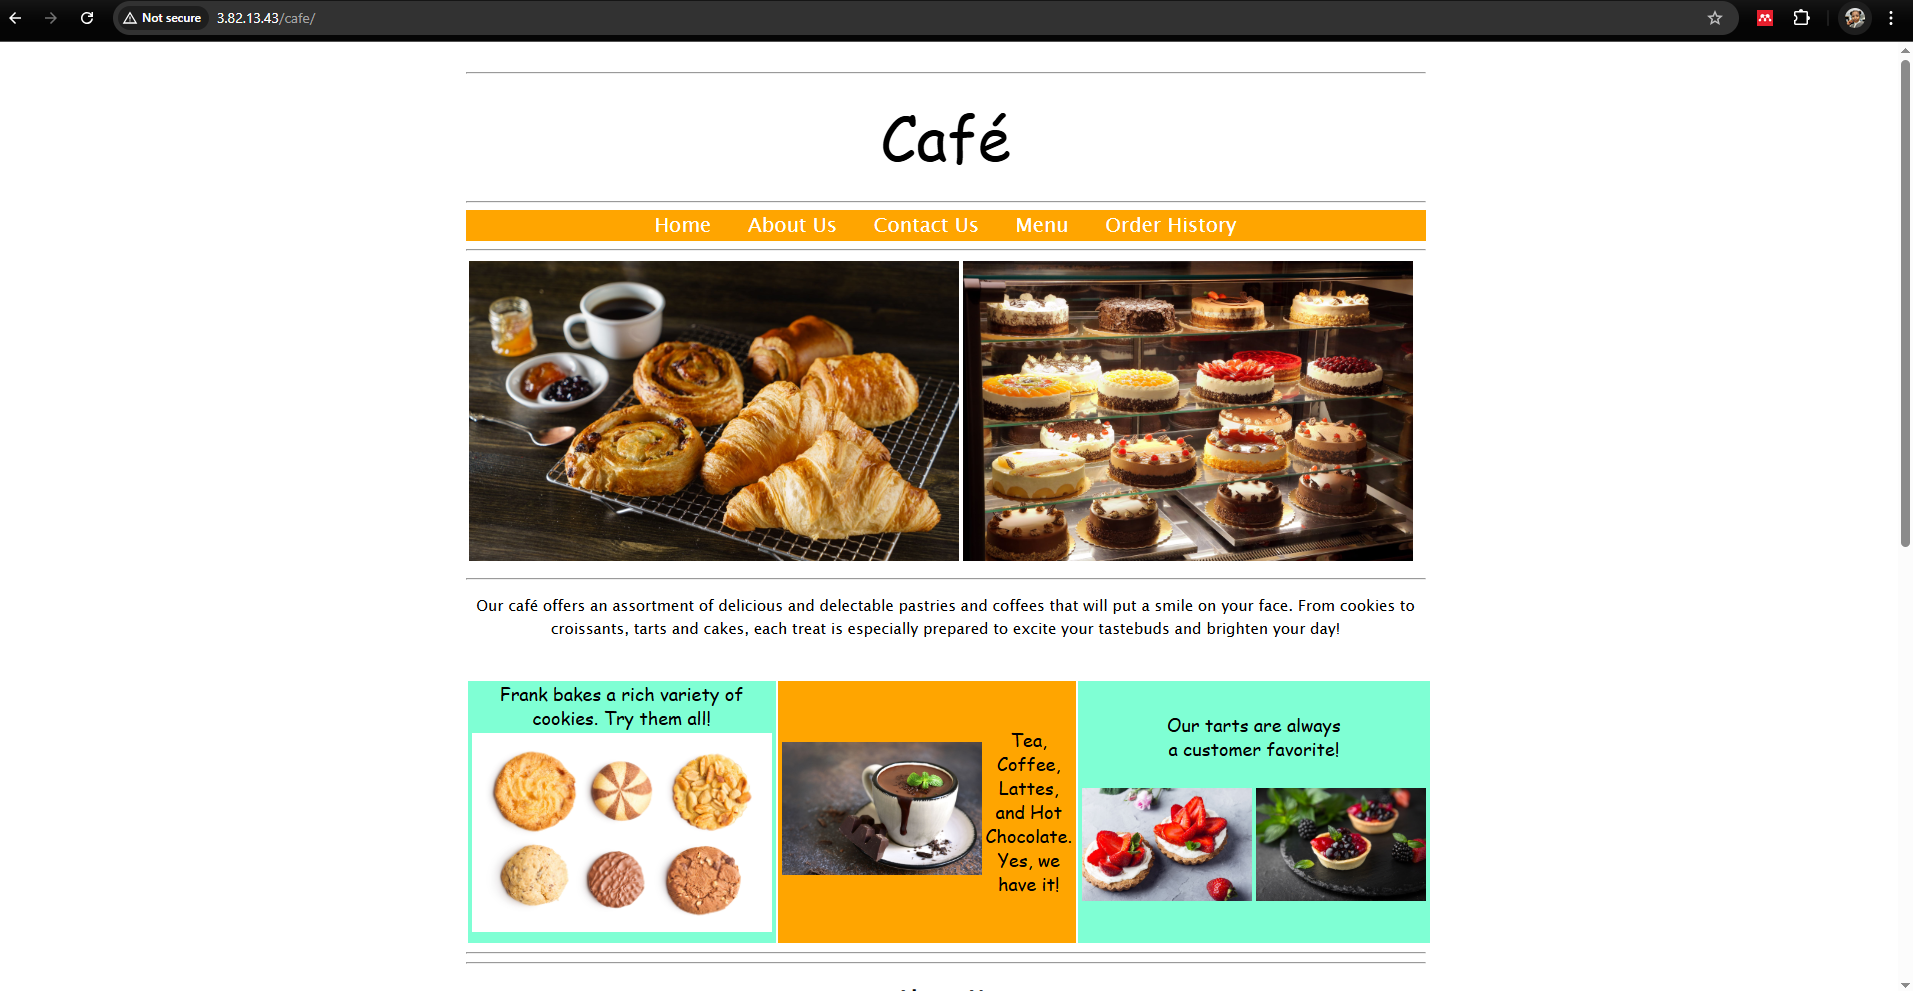 Not secure 3.82.13.43/cafe/
Café
Home About Us Contact Us Menu Order History
Our café offers an assortment of delicious and delectable pastries and coffees that will put a smile on your face. From cookies to
croissants, tarts and cakes, each treat is especially prepared to excite your tastebuds and brighten your day!
Frank bakes a rich variety of
cookies. Try them all!
Tea,
Coffee,
Lattes,
and Hot
Chocolate.
Yes, we
have it!
Our tarts are always
a customer favorite!